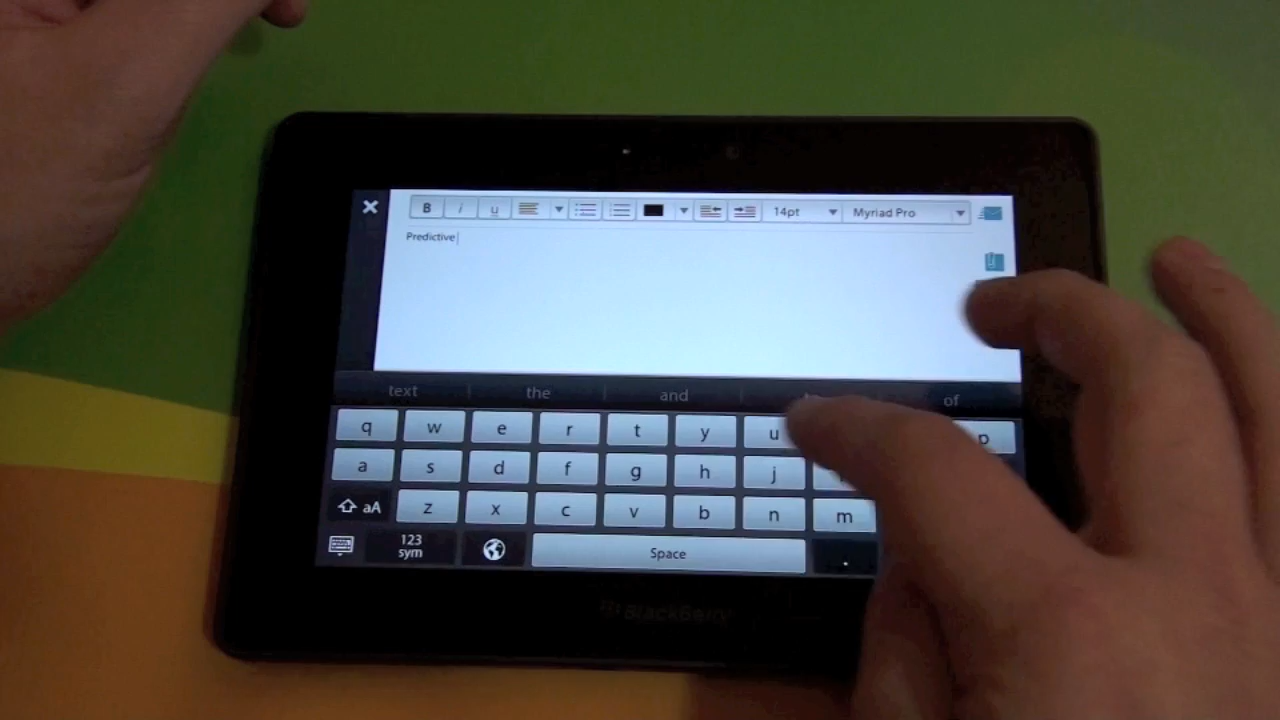 B i u 14pt Myriad Pro
Predictive
text the and of
q w e r t y u p
a s d f g h j
aA z x c v b n m
123 sym Space .
BlackBerry